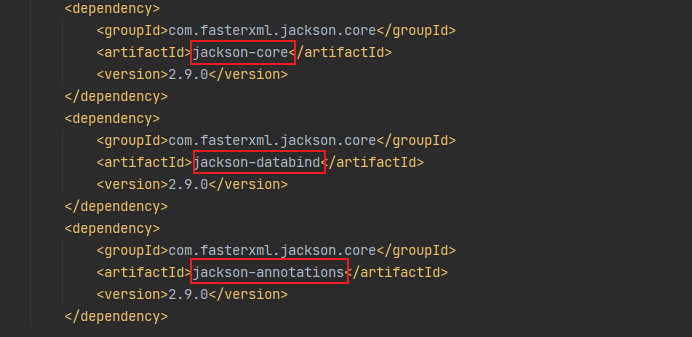 <dependency>
<groupId>com.fasterxml.jackson.core</groupId>
<artifactId>jackson-core</artifactId>
<version>2.9.0</version>
</dependency>
<dependency>
<groupId>com.fasterxml.jackson.core</groupId>
<artifactId>jackson-databind</artifactId>
<version>2.9.0</version>
</dependency>
<dependency>
<groupId>com.fasterxml.jackson.core</groupId>
<artifactId>jackson-annotations</artifactId>
<version>2.9.0</version>
</dependency>